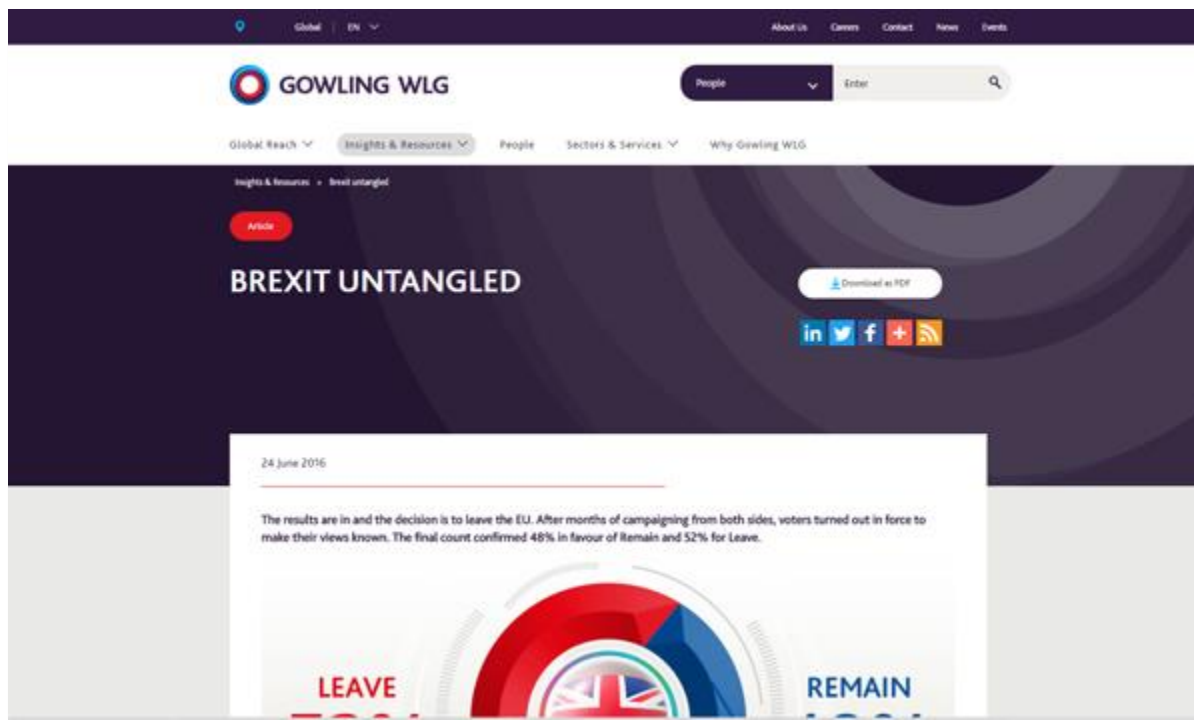 Global | EN
About Us Careers Contact News Events
GOWLING WLG
People
Enter
Global Reach
Insights & Resources
People
Sectors & Services
Why Gowling WLG
Insights & Resources » Brexit untangled
Article
BREXIT UNTANGLED
Download as PDF
24 June 2016
The results are in and the decision is to leave the EU. After months of campaigning from both sides, voters turned out in force to
make their views known. The final count confirmed 48% in favour of Remain and 52% for Leave.
LEAVE
REMAIN